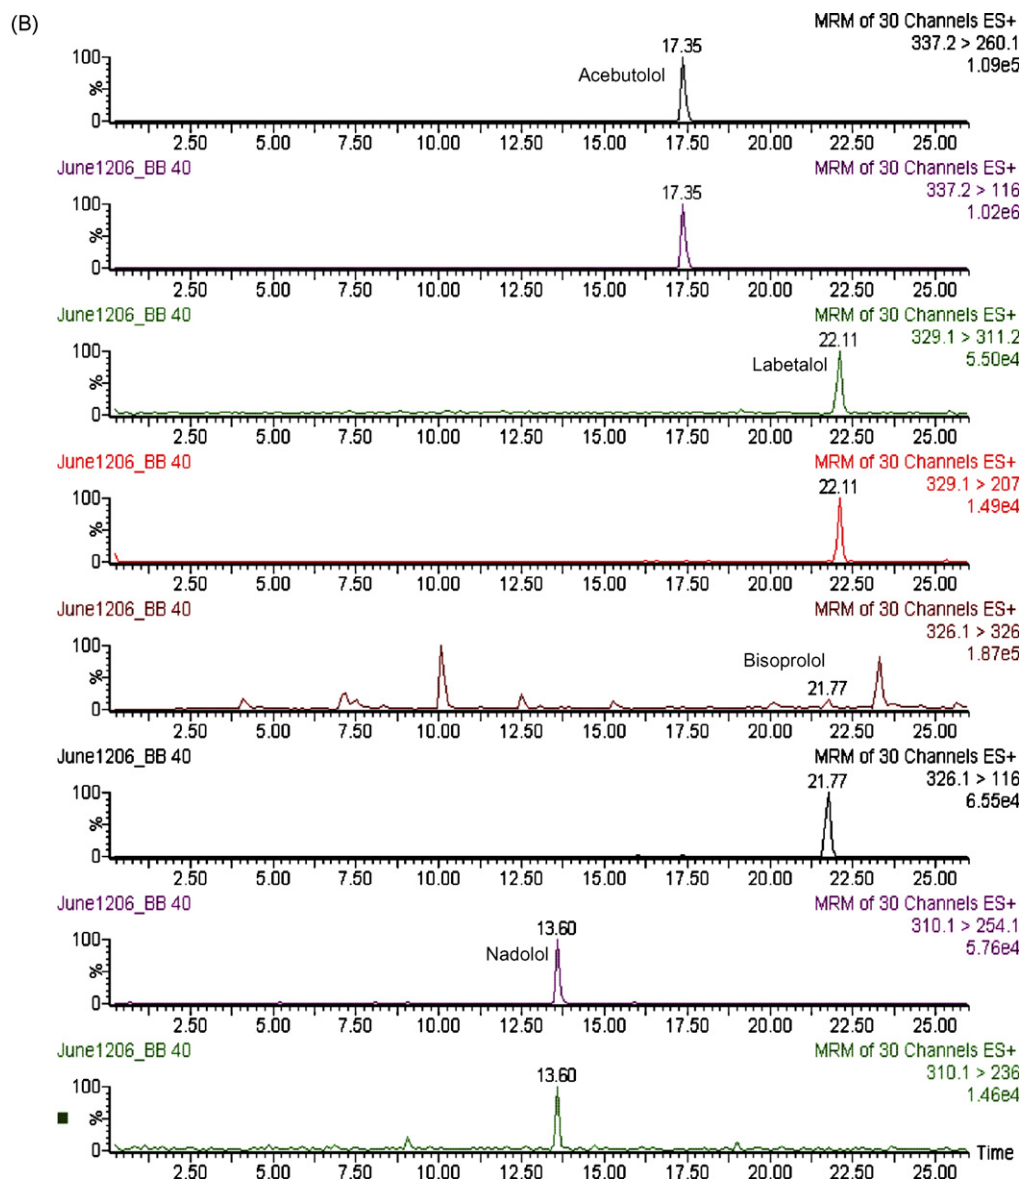 (B)
MRM of 30 Channels ES+
17.35
337.2 > 260.1
1.09e5
100
Acebutolol
%
0
2.50 5.00 7.50 10.00 12.50 15.00 17.50 20.00 22.50 25.00
June1206_BB 40
MRM of 30 Channels ES+
17.35
337.2 > 116
1.02e6
100
%
0
2.50 5.00 7.50 10.00 12.50 15.00 17.50 20.00 22.50 25.00
June1206_BB 40
MRM of 30 Channels ES+
22.11
329.1 > 311.2
5.50e4
100
Labetalol
%
0
2.50 5.00 7.50 10.00 12.50 15.00 17.50 20.00 22.50 25.00
June1206_BB 40
MRM of 30 Channels ES+
22.11
329.1 > 207
1.49e4
100
%
0
2.50 5.00 7.50 10.00 12.50 15.00 17.50 20.00 22.50 25.00
June1206_BB 40
MRM of 30 Channels ES+
326.1 > 326
1.87e5
100
Bisoprolol
21.77
%
0
2.50 5.00 7.50 10.00 12.50 15.00 17.50 20.00 22.50 25.00
June1206_BB 40
MRM of 30 Channels ES+
21.77
326.1 > 116
6.55e4
100
%
0
2.50 5.00 7.50 10.00 12.50 15.00 17.50 20.00 22.50 25.00
June1206_BB 40
MRM of 30 Channels ES+
13.60
310.1 > 254.1
5.76e4
100
Nadolol
%
0
2.50 5.00 7.50 10.00 12.50 15.00 17.50 20.00 22.50 25.00
June1206_BB 40
MRM of 30 Channels ES+
13.60
310.1 > 236
1.46e4
100
%
0
Time
2.50 5.00 7.50 10.00 12.50 15.00 17.50 20.00 22.50 25.00